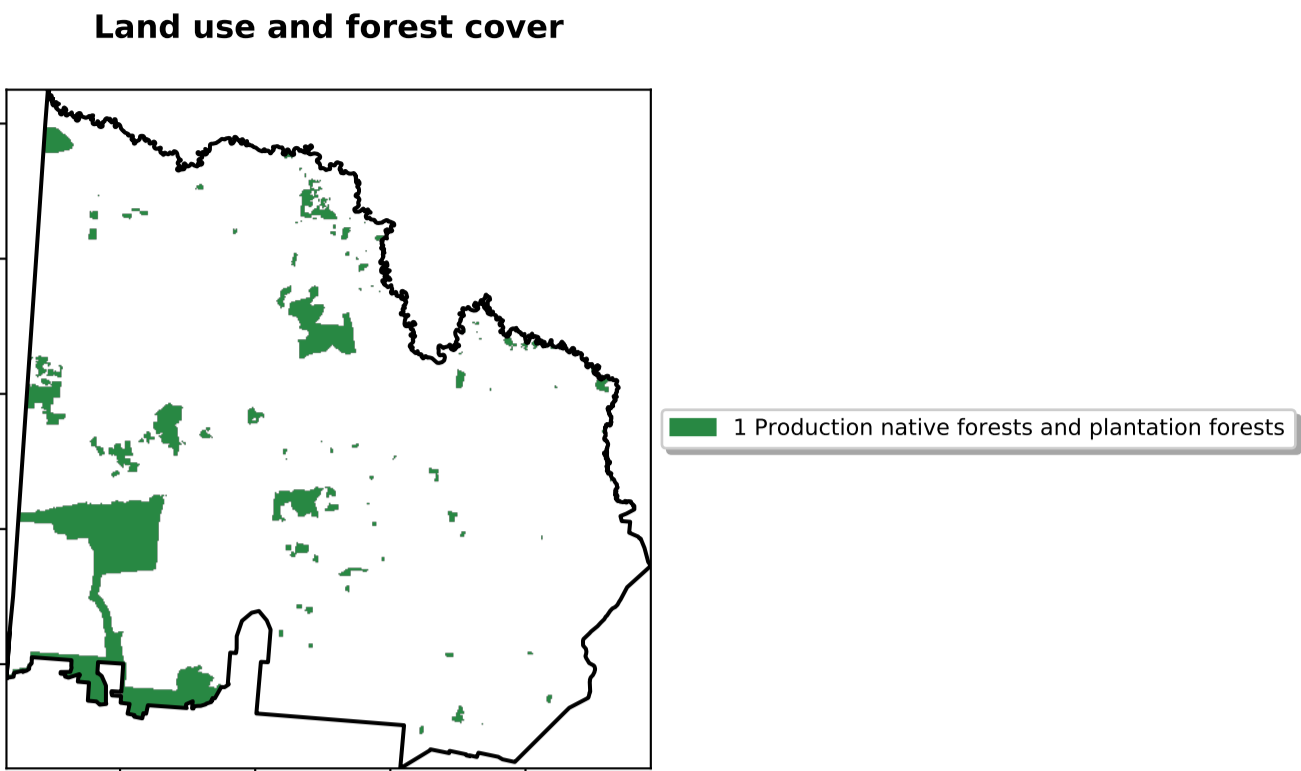 Land use and forest cover
1 Production native forests and plantation forests